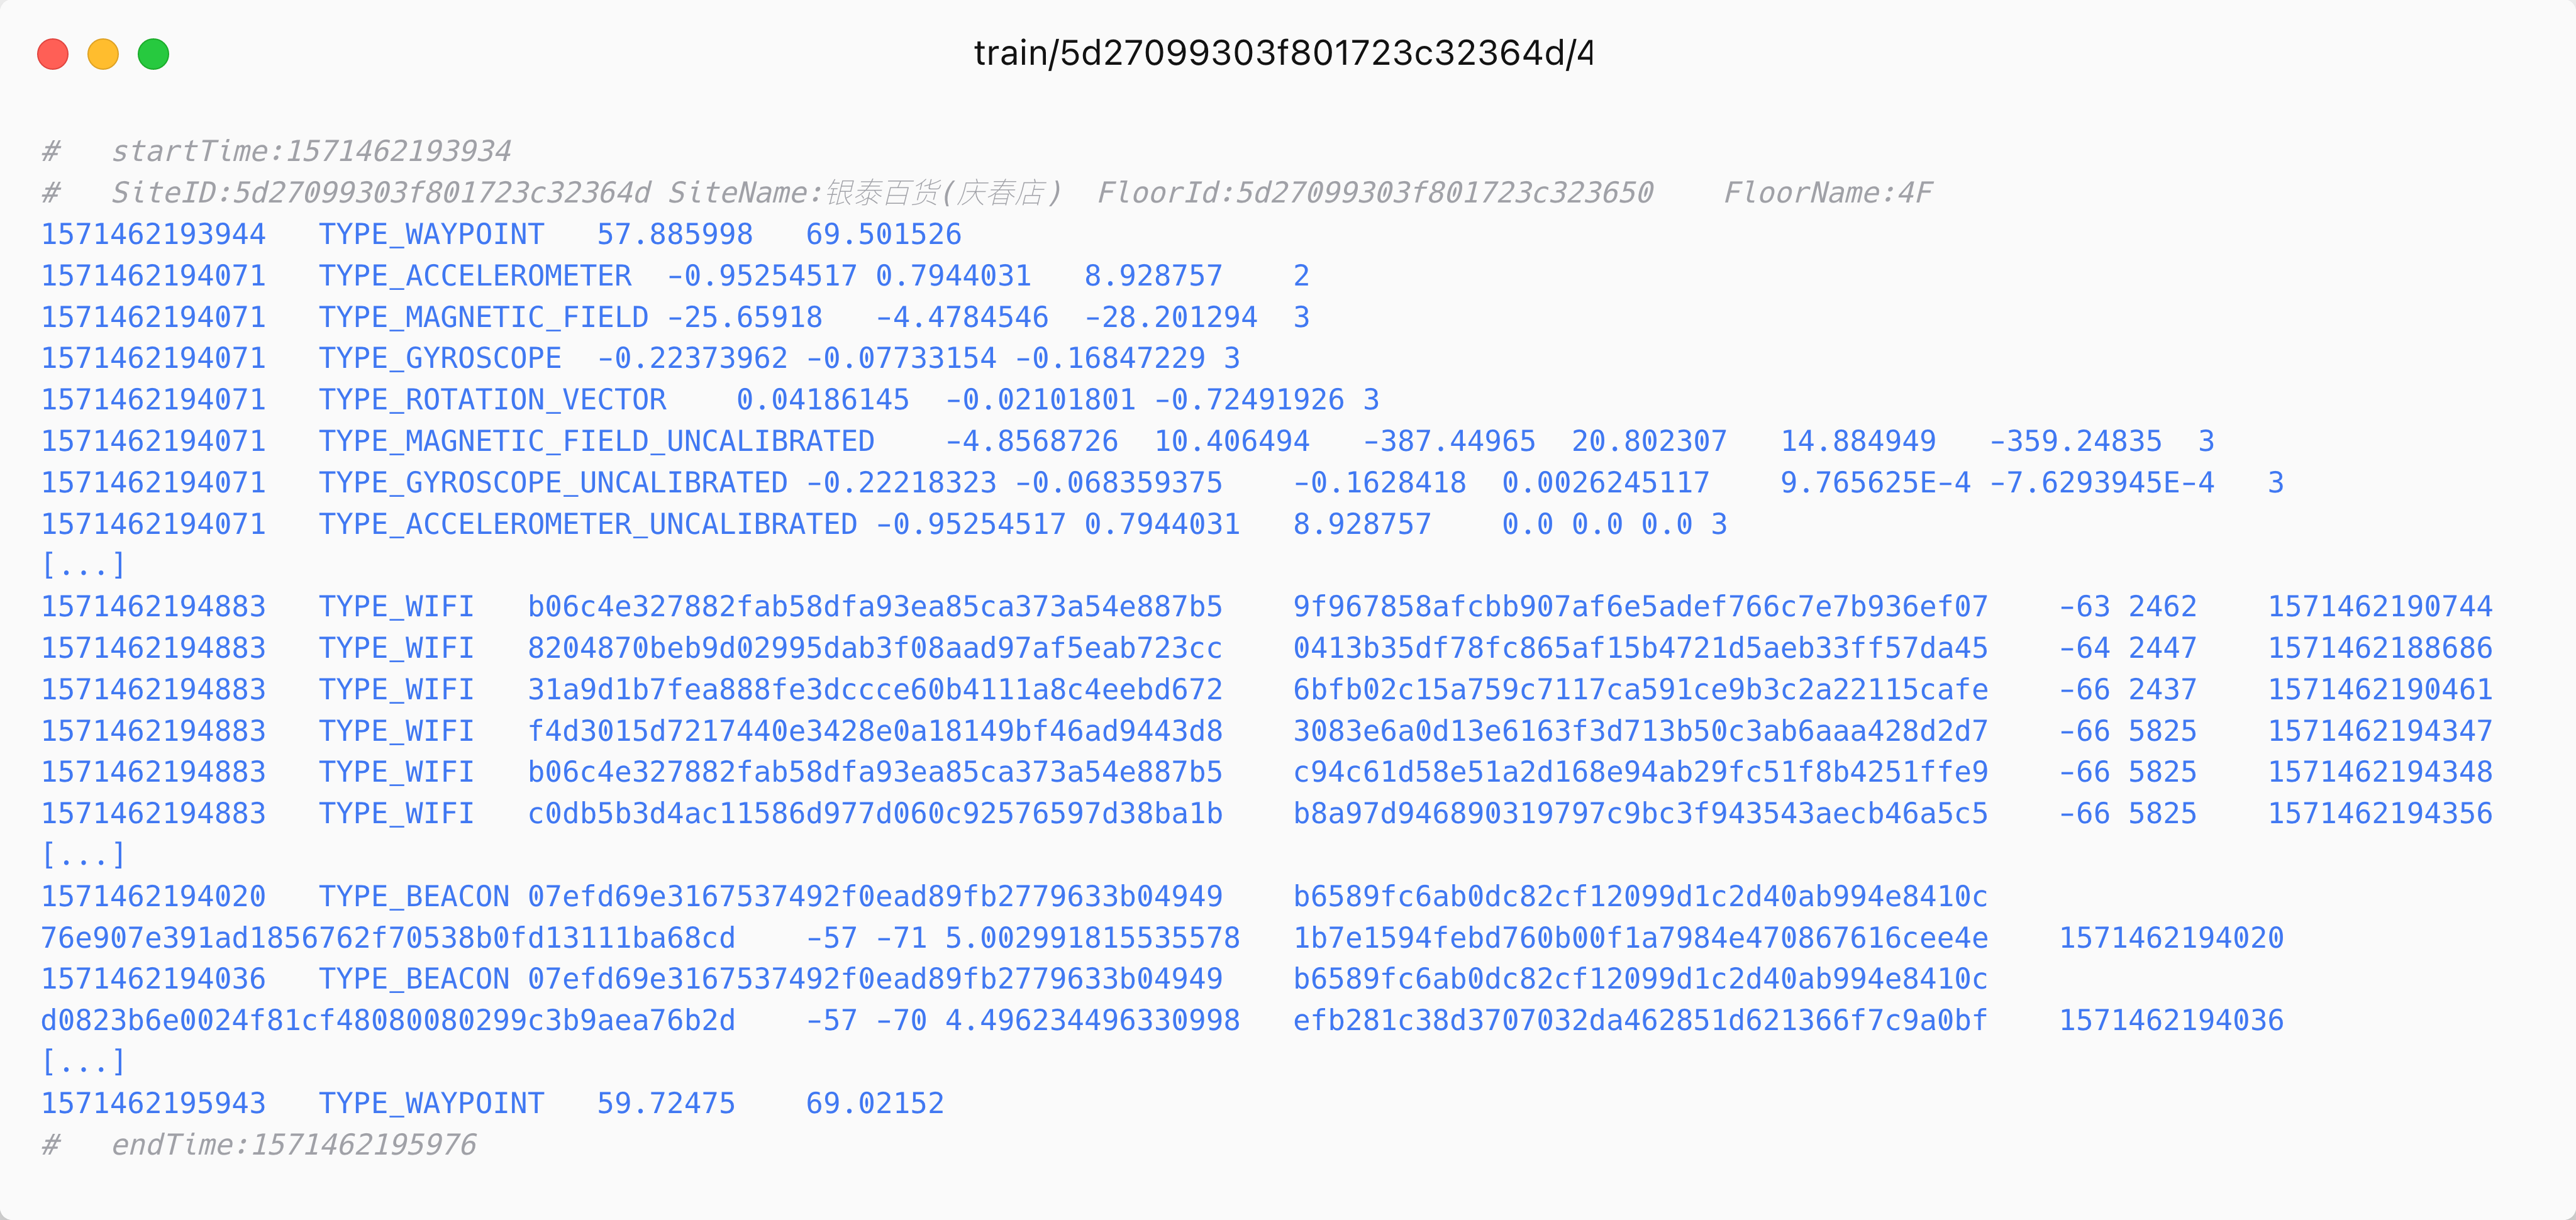 train/5d27099303f801723c32364d/4
# startTime:1571462193934
# SiteID:5d27099303f801723c32364d SiteName:银泰百货(庆春店) FloorId:5d27099303f801723c323650 FloorName:4F
1571462193944 TYPE_WAYPOINT 57.885998 69.501526
1571462194071 TYPE_ACCELEROMETER -0.95254517 0.7944031 8.928757 2
1571462194071 TYPE_MAGNETIC_FIELD -25.65918 -4.4784546 -28.201294 3
1571462194071 TYPE_GYROSCOPE -0.22373962 -0.07733154 -0.16847229 3
1571462194071 TYPE_ROTATION_VECTOR 0.04186145 -0.02101801 -0.72491926 3
1571462194071 TYPE_MAGNETIC_FIELD_UNCALIBRATED -4.8568726 10.406494 -387.44965 20.802307 14.884949 -359.24835 3
1571462194071 TYPE_GYROSCOPE_UNCALIBRATED -0.22218323 -0.068359375 -0.1628418 0.0026245117 9.765625E-4 -7.6293945E-4 3
1571462194071 TYPE_ACCELEROMETER_UNCALIBRATED -0.95254517 0.7944031 8.928757 0.0 0.0 0.0 3
[...]
1571462194883 TYPE_WIFI b06c4e327882fab58dfa93ea85ca373a54e887b5 9f967858afcbb907af6e5adef766c7e7b936ef07 -63 2462 1571462190744
1571462194883 TYPE_WIFI 8204870beb9d02995dab3f08aad97af5eab723cc 0413b35df78fc865af15b4721d5aeb33ff57da45 -64 2447 1571462188686
1571462194883 TYPE_WIFI 31a9d1b7fea888fe3dccce60b4111a8c4eebd672 6bfb02c15a759c7117ca591ce9b3c2a22115cafe -66 2437 1571462190461
1571462194883 TYPE_WIFI f4d3015d7217440e3428e0a18149bf46ad9443d8 3083e6a0d13e6163f3d713b50c3ab6aaa428d2d7 -66 5825 1571462194347
1571462194883 TYPE_WIFI b06c4e327882fab58dfa93ea85ca373a54e887b5 c94c61d58e51a2d168e94ab29fc51f8b4251ffe9 -66 5825 1571462194348
1571462194883 TYPE_WIFI c0db5b3d4ac11586d977d060c92576597d38ba1b b8a97d946890319797c9bc3f943543aecb46a5c5 -66 5825 1571462194356
[...]
1571462194020 TYPE_BEACON 07efd69e3167537492f0ead89fb2779633b04949 b6589fc6ab0dc82cf12099d1c2d40ab994e8410c
76e907e391ad1856762f70538b0fd13111ba68cd -57 -71 5.002991815535578 1b7e1594febd760b00f1a7984e470867616cee4e 1571462194020
1571462194036 TYPE_BEACON 07efd69e3167537492f0ead89fb2779633b04949 b6589fc6ab0dc82cf12099d1c2d40ab994e8410c
d0823b6e0024f81cf48080080299c3b9aea76b2d -57 -70 4.496234496330998 efb281c38d3707032da462851d621366f7c9a0bf 1571462194036
[...]
1571462195943 TYPE_WAYPOINT 59.72475 69.02152
# endTime:1571462195976